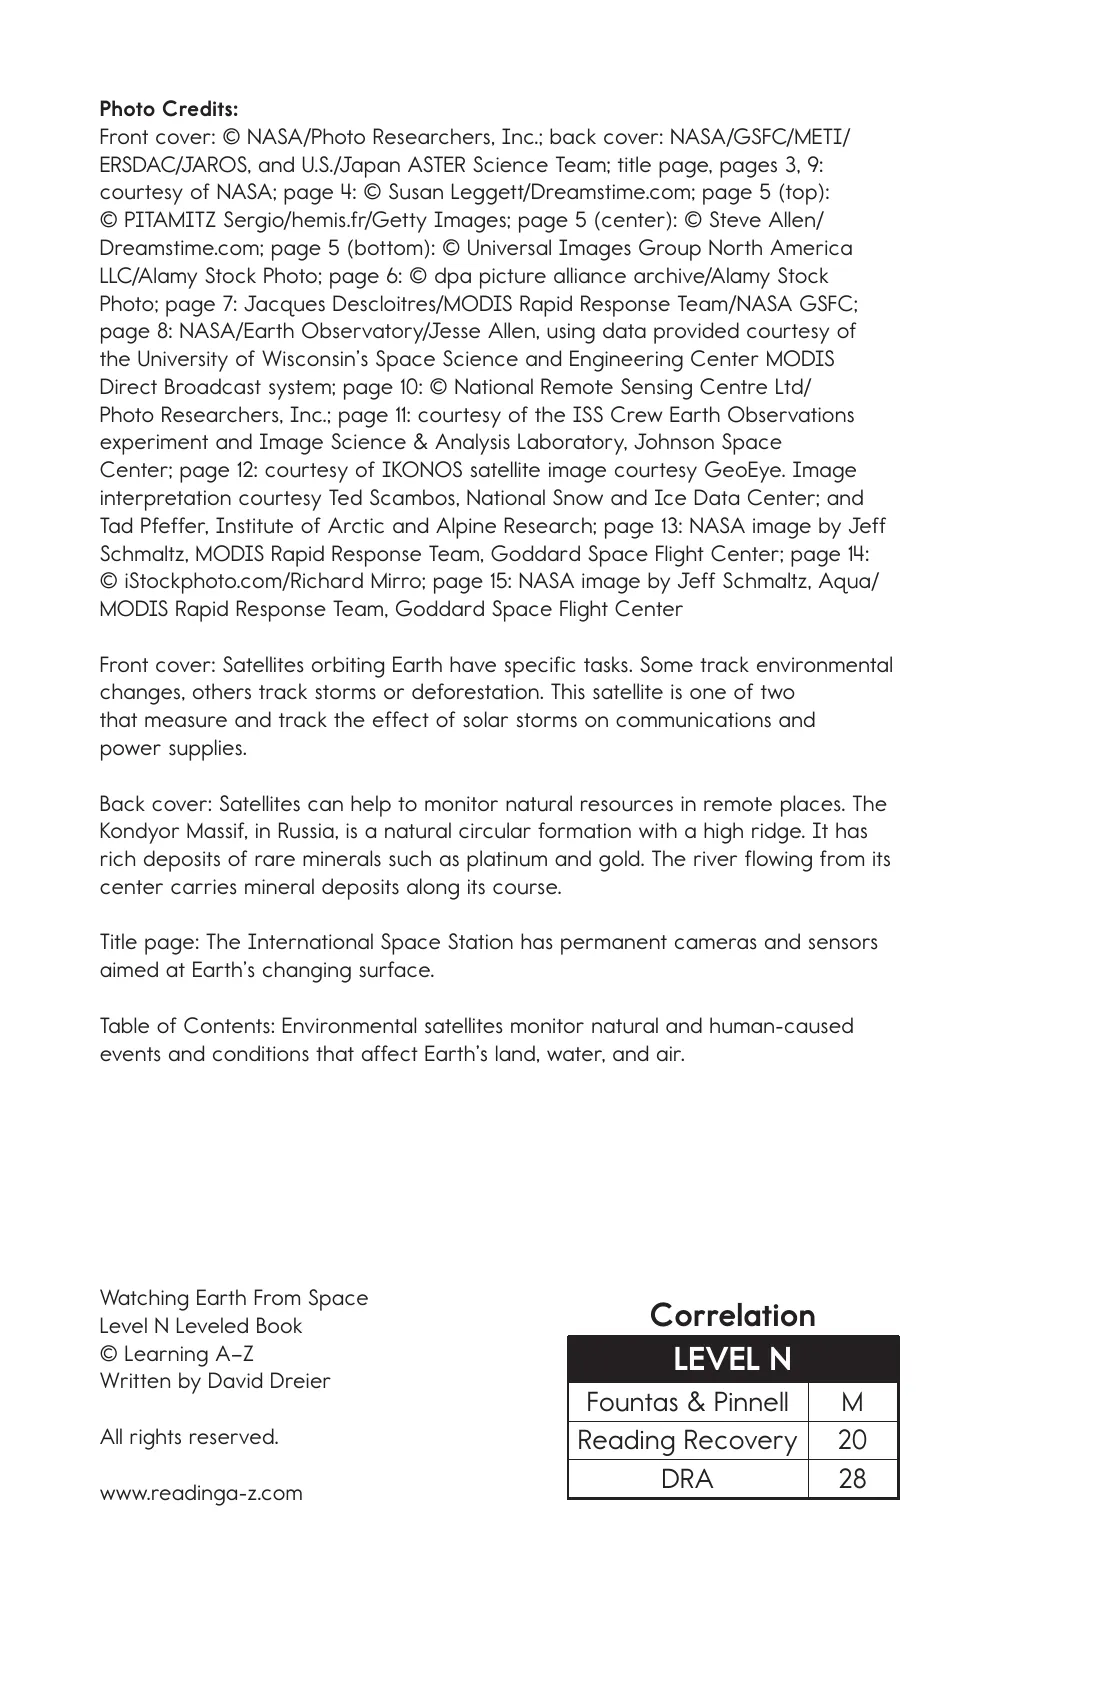 Photo Credits:
Front cover: © NASA/Photo Researchers, Inc.; back cover: NASA/GSFC/METI/
ERSDAC/JAROS, and U.S./Japan ASTER Science Team; title page, pages 3, 9:
courtesy of NASA; page 4: © Susan Leggett/Dreamstime.com; page 5 (top):
© PITAMITZ Sergio/hemis.fr/Getty Images; page 5 (center): © Steve Allen/
Dreamstime.com; page 5 (bottom): © Universal Images Group North America
LLC/Alamy Stock Photo; page 6: © dpa picture alliance archive/Alamy Stock
Photo; page 7: Jacques Descloitres/MODIS Rapid Response Team/NASA GSFC;
page 8: NASA/Earth Observatory/Jesse Allen, using data provided courtesy of
the University of Wisconsin's Space Science and Engineering Center MODIS
Direct Broadcast system; page 10: © National Remote Sensing Centre Ltd/
Photo Researchers, Inc.; page 11: courtesy of the ISS Crew Earth Observations
experiment and Image Science & Analysis Laboratory, Johnson Space
Center; page 12: courtesy of IKONOS satellite image courtesy GeoEye. Image
interpretation courtesy Ted Scambos, National Snow and Ice Data Center; and
Tad Pfeffer, Institute of Arctic and Alpine Research; page 13: NASA image by Jeff
Schmaltz, MODIS Rapid Response Team, Goddard Space Flight Center; page 14:
© iStockphoto.com/Richard Mirro; page 15: NASA image by Jeff Schmaltz, Aqua/
MODIS Rapid Response Team, Goddard Space Flight Center
Front cover: Satellites orbiting Earth have specific tasks. Some track environmental
changes, others track storms or deforestation. This satellite is one of two
that measure and track the effect of solar storms on communications and
power supplies.
Back cover: Satellites can help to monitor natural resources in remote places. The
Kondyor Massif, in Russia, is a natural circular formation with a high ridge. It has
rich deposits of rare minerals such as platinum and gold. The river flowing from its
center carries mineral deposits along its course.
Title page: The International Space Station has permanent cameras and sensors
aimed at Earth's changing surface.
Table of Contents: Environmental satellites monitor natural and human-caused
events and conditions that affect Earth's land, water, and air.
Watching Earth From Space
Level N Leveled Book
© Learning A–Z
Written by David Dreier
All rights reserved.
www.readinga-z.com
Correlation
LEVEL N
Fountas & Pinnell M
Reading Recovery 20
DRA 28